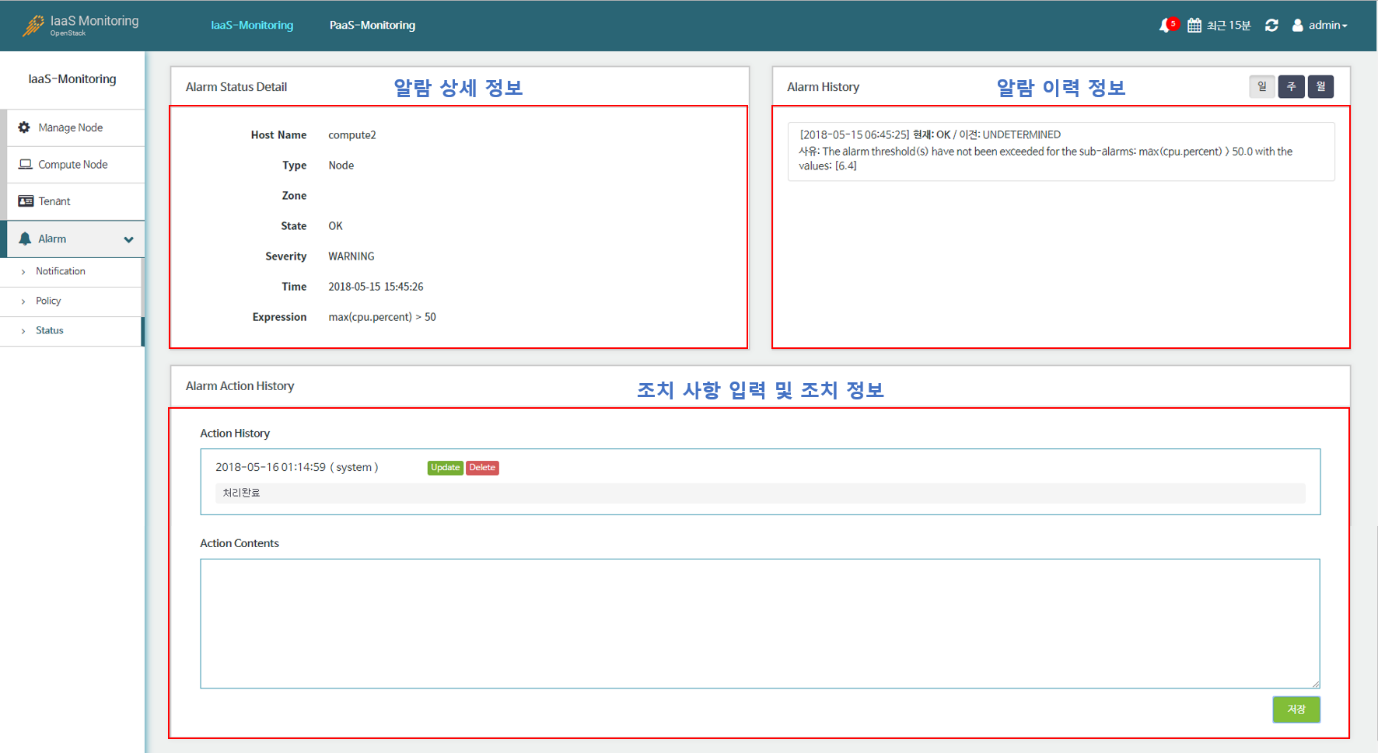 IaaS Monitoring
OpenStack
IaaS-Monitoring
PaaS-Monitoring
5
최근 15분
admin
IaaS-Monitoring
Manage Node
Compute Node
Tenant
Alarm
Notification
Policy
Status
Alarm Status Detail
알람 상세 정보
Host Name compute2
Type Node
Zone
State OK
Severity WARNING
Time 2018-05-15 15:45:26
Expression max(cpu.percent) > 50
Alarm History
알람 이력 정보
일 주 월
[2018-05-15 06:45:25] 현재: OK / 이전: UNDETERMINED
사유: The alarm threshold(s) have not been exceeded for the sub-alarms: max(cpu.percent) > 50.0 with the
values: [6.4]
Alarm Action History
조치 사항 입력 및 조치 정보
Action History
2018-05-16 01:14:59 ( system ) Update Delete
처리완료
Action Contents
저장